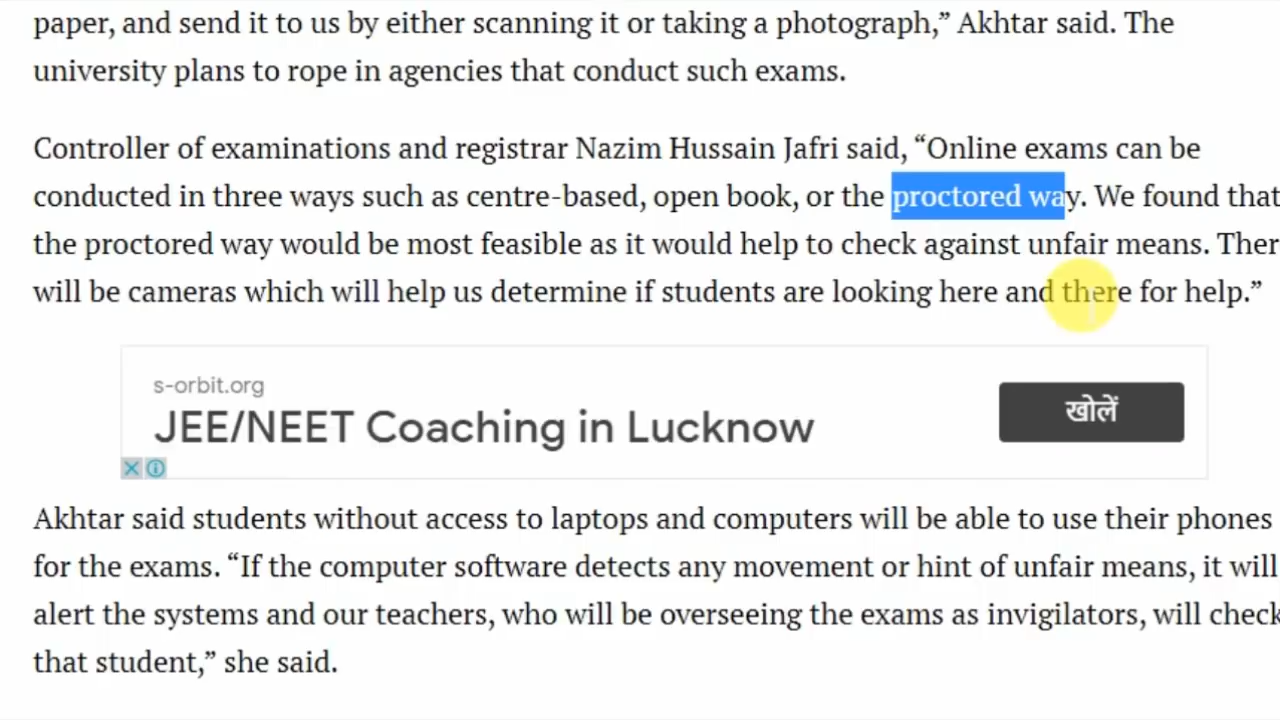 paper, and send it to us by either scanning it or taking a photograph,” Akhtar said. The
university plans to rope in agencies that conduct such exams.
Controller of examinations and registrar Nazim Hussain Jafri said, “Online exams can be
conducted in three ways such as centre-based, open book, or the proctored way. We found that
the proctored way would be most feasible as it would help to check against unfair means. Ther
will be cameras which will help us determine if students are looking here and there for help.”
s-orbit.org
JEE/NEET Coaching in Lucknow
खोलें
Akhtar said students without access to laptops and computers will be able to use their phones
for the exams. “If the computer software detects any movement or hint of unfair means, it will
alert the systems and our teachers, who will be overseeing the exams as invigilators, will check
that student,” she said.